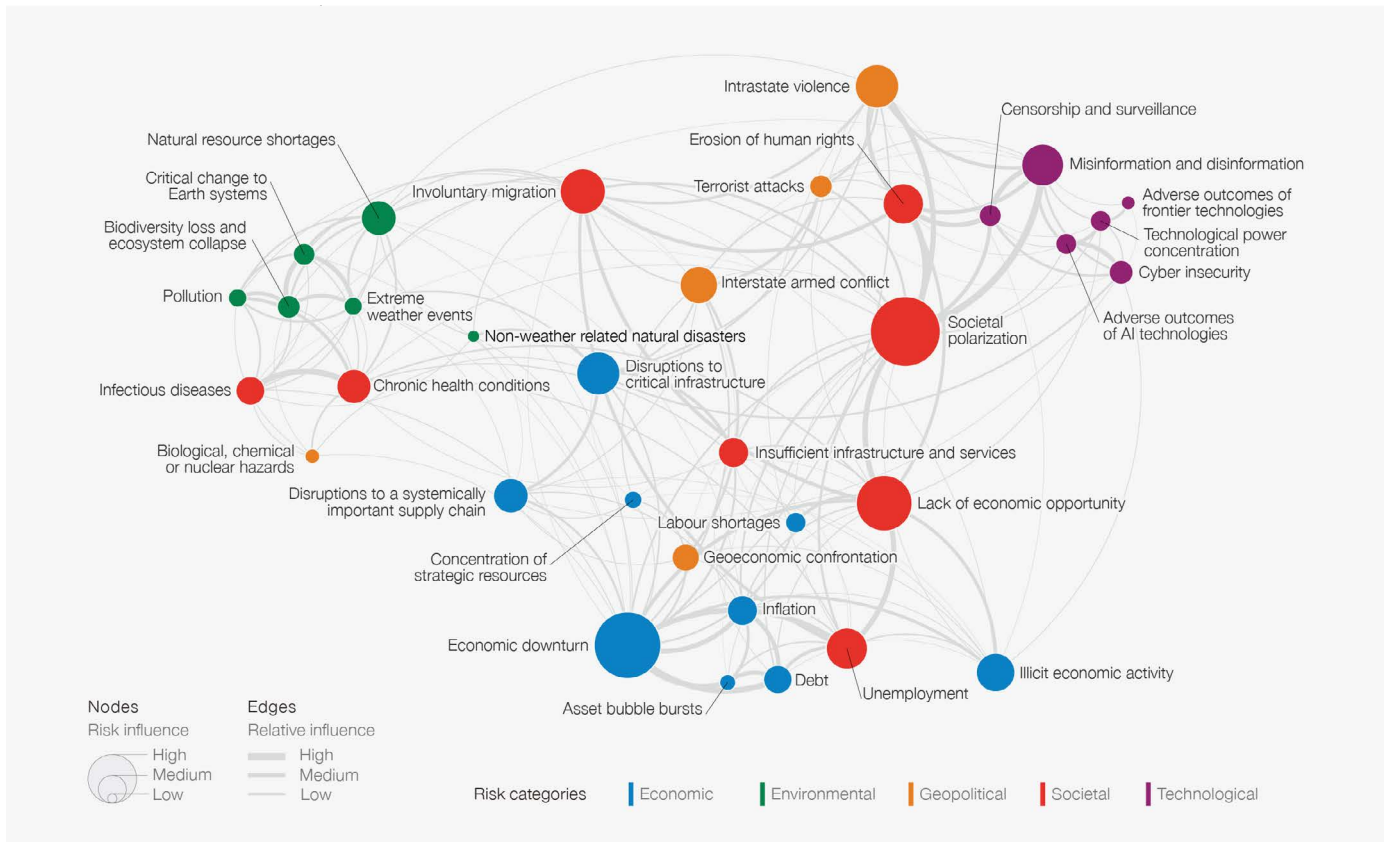 Intrastate violence
Censorship and surveillance
Natural resource shortages
Erosion of human rights
Misinformation and disinformation
Critical change to
Earth systems
Involuntary migration
Terrorist attacks
Adverse outcomes of
frontier technologies
Biodiversity loss and
ecosystem collapse
Technological power
concentration
Cyber insecurity
Interstate armed conflict
Pollution
Extreme
weather events
Adverse outcomes
of AI technologies
Societal
polarization
Non-weather related natural disasters
Disruptions to
critical infrastructure
Infectious diseases
Chronic health conditions
Biological, chemical
or nuclear hazards
Insufficient infrastructure and services
Disruptions to a systemically
important supply chain
Lack of economic opportunity
Labour shortages
Concentration of
strategic resources
Geoeconomic confrontation
Inflation
Economic downturn
Illicit economic activity
Debt
Unemployment
Asset bubble bursts
Nodes
Risk influence
High
Medium
Low
Edges
Relative influence
High
Medium
Low
Risk categories
Economic
Environmental
Geopolitical
Societal
Technological